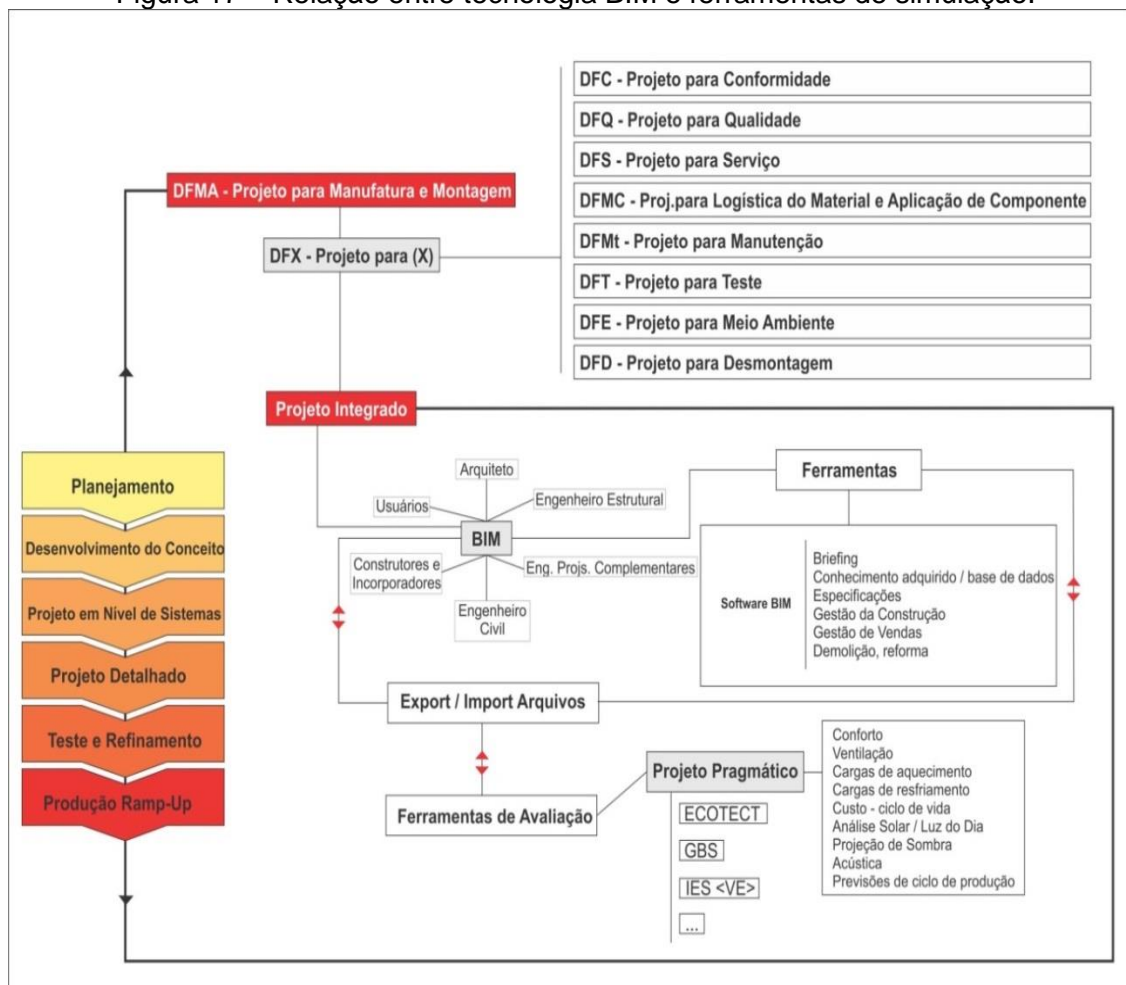 Figura 17 – Relação entre tecnologia BIM e ferramentas de simulação.
DFC - Projeto para Conformidade
DFQ - Projeto para Qualidade
DFS - Projeto para Serviço
DFMC - Proj.para Logística do Material e Aplicação de Componente
DFMt - Projeto para Manutenção
DFT - Projeto para Teste
DFE - Projeto para Meio Ambiente
DFD - Projeto para Desmontagem
DFMA - Projeto para Manufatura e Montagem
DFX - Projeto para (X)
Projeto Integrado
Planejamento
Desenvolvimento do Conceito
Projeto em Nível de Sistemas
Projeto Detalhado
Teste e Refinamento
Produção Ramp-Up
Arquiteto
Usuários
Engenheiro Estrutural
BIM
Construtores e
Incorporadores
Eng. Projs. Complementares
Engenheiro
Civil
Ferramentas
Software BIM
Briefing
Conhecimento adquirido / base de dados
Especificações
Gestão da Construção
Gestão de Vendas
Demolição, reforma
Export / Import Arquivos
Ferramentas de Avaliação
Projeto Pragmático
ECOTECT
GBS
IES <VE>
...
Conforto
Ventilação
Cargas de aquecimento
Cargas de resfriamento
Custo - ciclo de vida
Análise Solar / Luz do Dia
Projeção de Sombra
Acústica
Previsões de ciclo de produção